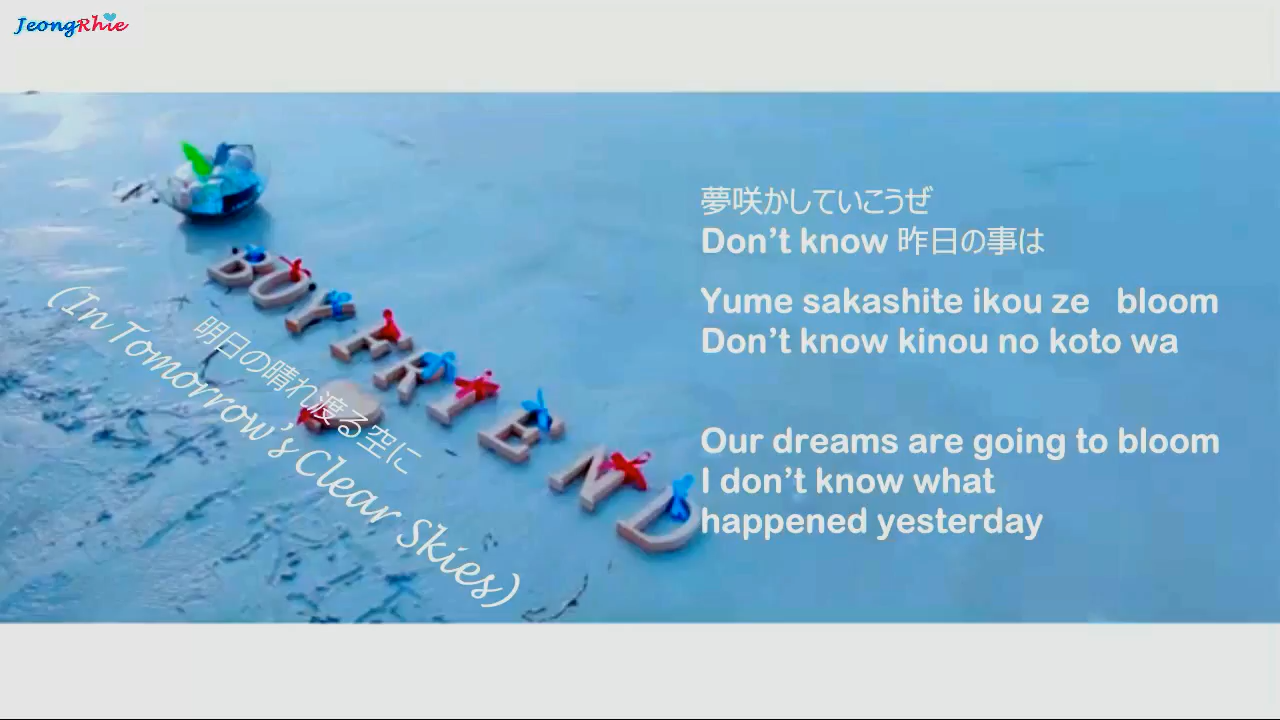 JeongRhie
BOYFRIEND
明日の晴れ渡る空に
(In Tomorrow's Clear Skies)
夢咲かしていこうぜ
Don't know 昨日の事は
Yume sakashite ikou ze bloom
Don't know kinou no koto wa
Our dreams are going to bloom
I don't know what
happened yesterday